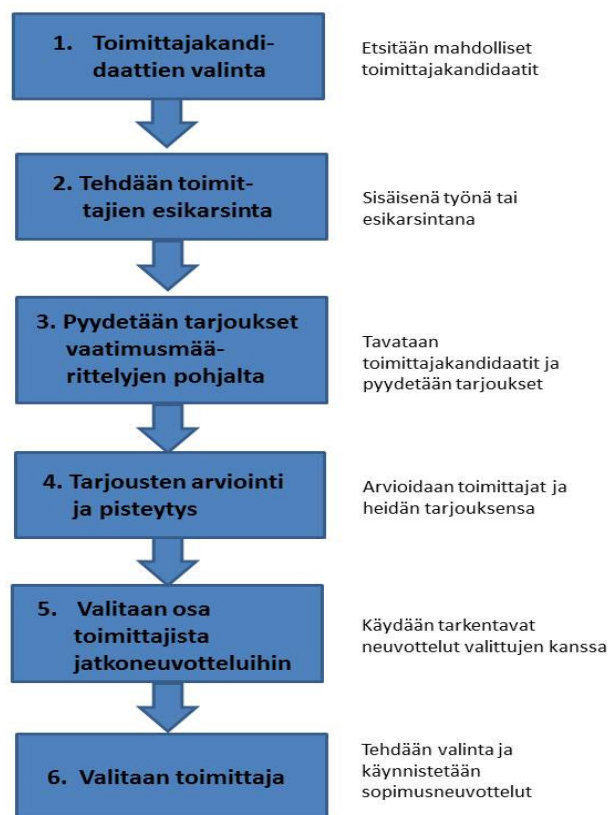 1. Toimittajakandi-
daattien valinta
Etsitään mahdolliset
toimittajakandidaatit
2. Tehdään toimit-
tajien esikarsinta
Sisäisenä työnä tai
esikarsintana
3. Pyydetään tarjoukset
vaatimusmää-
rittelyjen pohjalta
Tavataan
toimittajakandidaatit ja
pyydetään tarjoukset
4. Tarjousten arviointi
ja pisteytys
Arvioidaan toimittajat ja
heidän tarjouksensa
5. Valitaan osa
toimittajista
jatkoneuvotteluihin
Käydään tarkentavat
neuvottelut valittujen kanssa
6. Valitaan toimittaja
Tehdään valinta ja
käynnistetään
sopimusneuvottelut